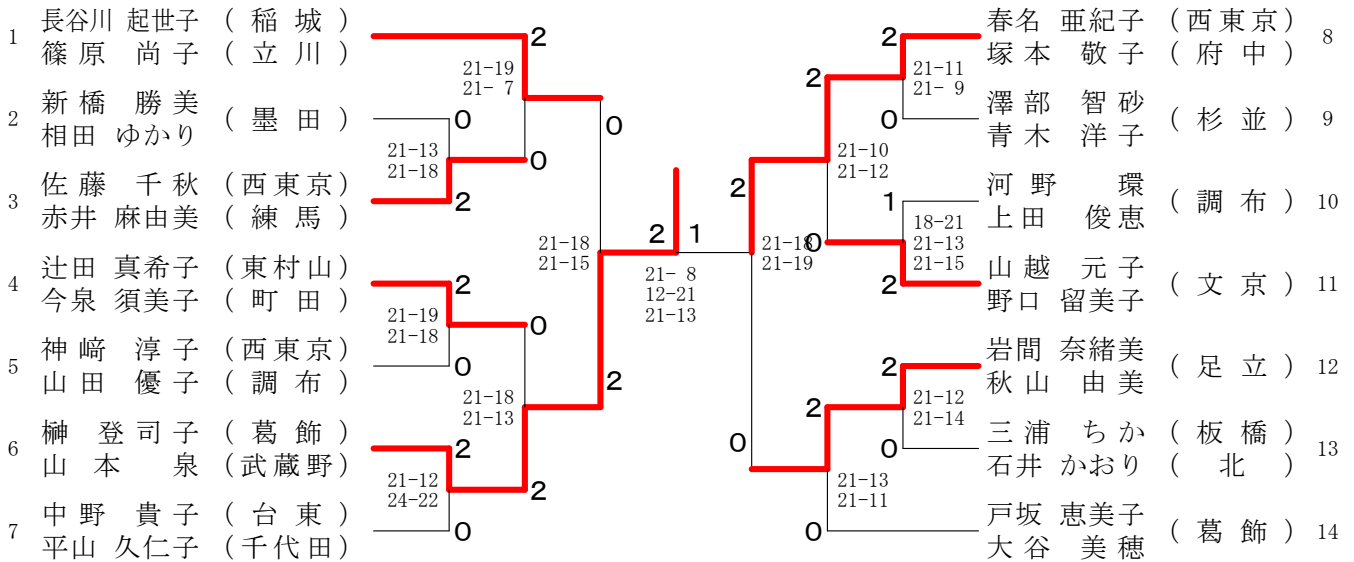 1 長谷川 起世子 (稲城)
篠原 尚子 (立川)
2 新橋 勝美
相田 ゆかり (墨田)
3 佐藤 千秋 (西東京)
赤井 麻由美 (練馬)
4 辻田 真希子 (東村山)
今泉 須美子 (町田)
5 神﨑 淳子 (西東京)
山田 優子 (調布)
6 榊 登司子 (葛飾)
山本 泉 (武蔵野)
7 中野 貴子 (台東)
平山 久仁子 (千代田)
2
21-19
21- 7
0
0
21-13
21-18
0
2
2
21-19
21-18
0
0
21-18
21-13
2
2
21-12
24-22
0
21-18
21-15
2
2 1
21- 8
12-21
21-13
2
21-18
21-19
0
2
21-10
21-12
0
2
21-11
21- 9
0
1
18-21
21-13
21-15
2
2
21-12
21-14
0
2
21-13
21-11
0
春名 亜紀子 (西東京) 8
塚本 敬子 (府中)
澤部 智砂
青木 洋子 (杉並) 9
河野 環
上田 俊恵 (調布) 10
山越 元子
野口 留美子 (文京) 11
岩間 奈緒美
秋山 由美 (足立) 12
三浦 ちか (板橋) 13
石井 かおり (北)
戸坂 恵美子
大谷 美穂 (葛飾) 14